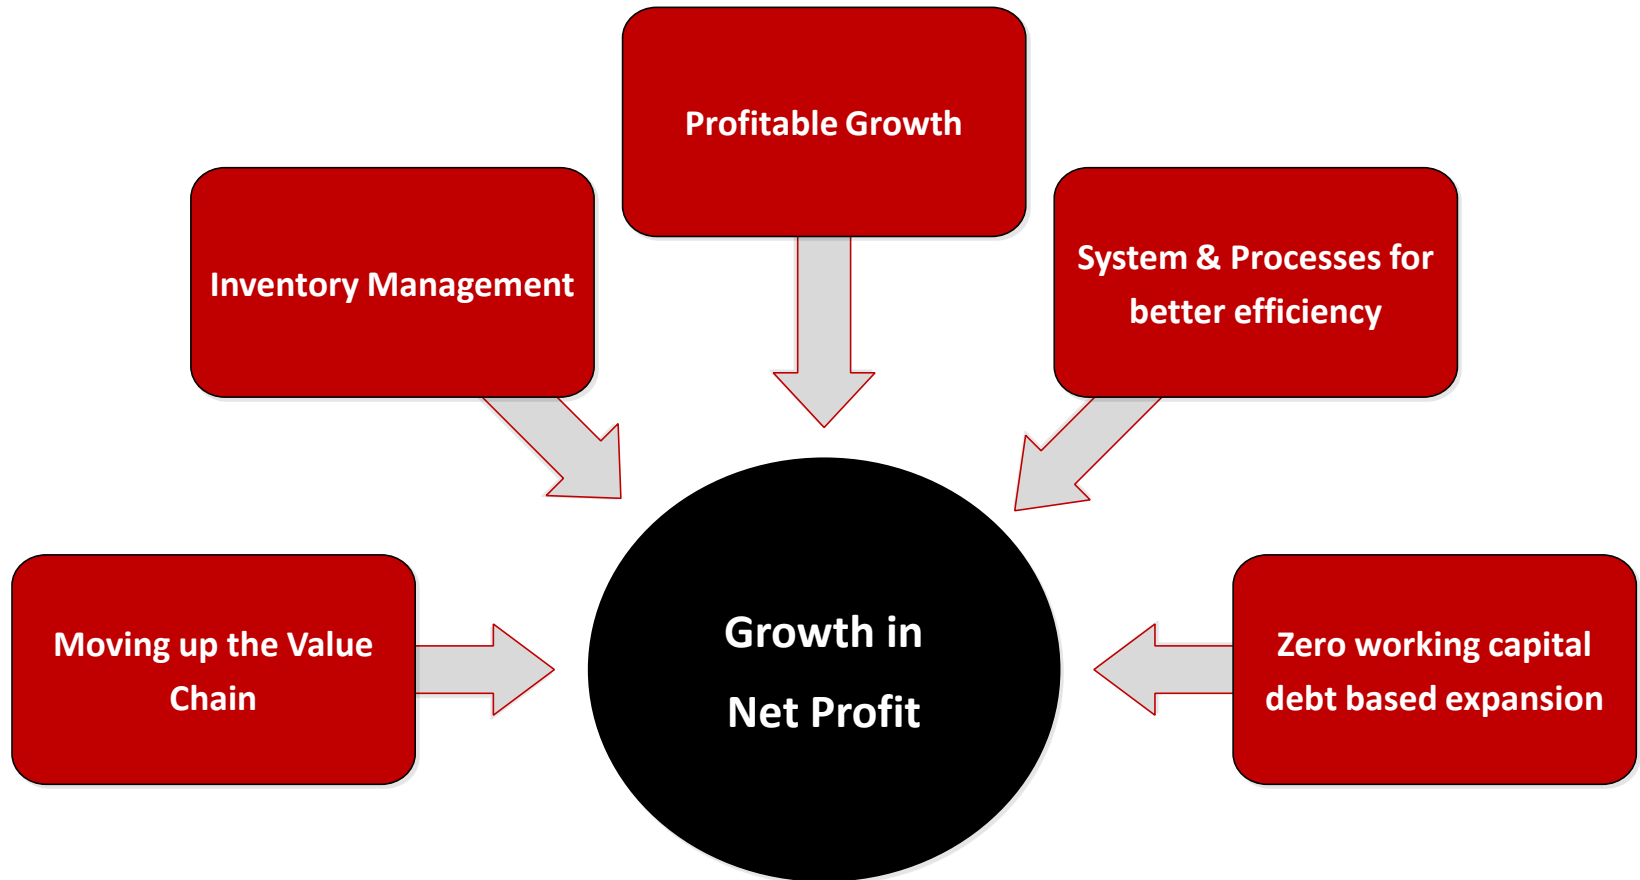 Profitable Growth
Inventory Management
System & Processes for
better efficiency
Moving up the Value
Chain
Growth in
Net Profit
Zero working capital
debt based expansion